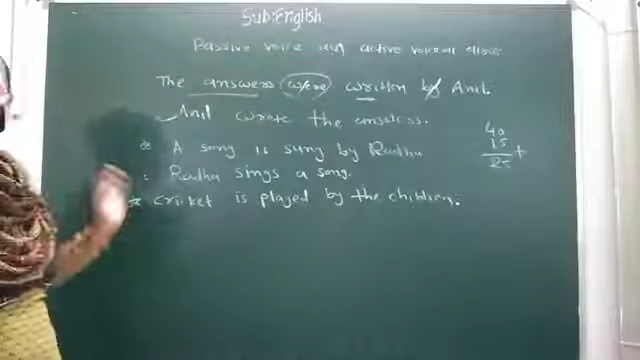 Sub:English
Passive voice active voice
The answers were written by Anil.
Anil wrote the answers.
* A song is sung by Radha
: Radha sings a song.
* Cricket is played by the children.
40
15
25 +